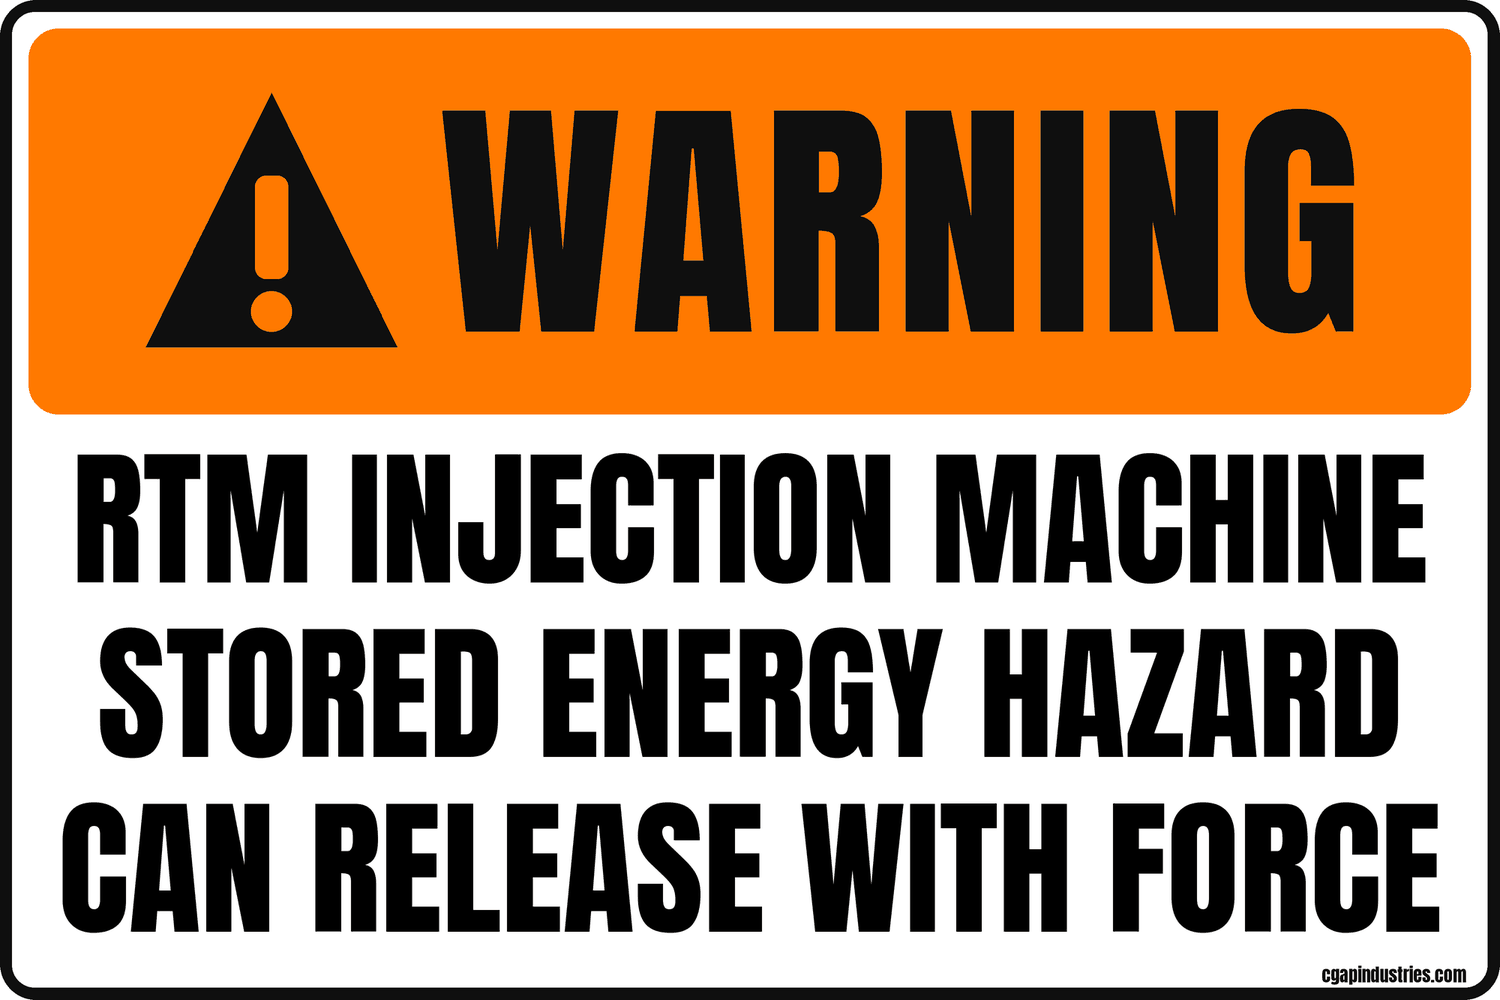 WARNING
RTM INJECTION MACHINE
STORED ENERGY HAZARD
CAN RELEASE WITH FORCE
cgapindustries.com